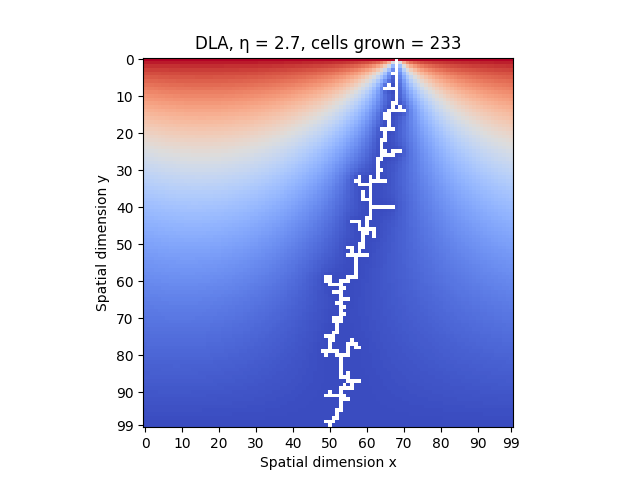 DLA, η = 2.7, cells grown = 233
0
10
20
30
40
50
60
70
80
90
99
Spatial dimension y
0 10 20 30 40 50 60 70 80 90 99
Spatial dimension x